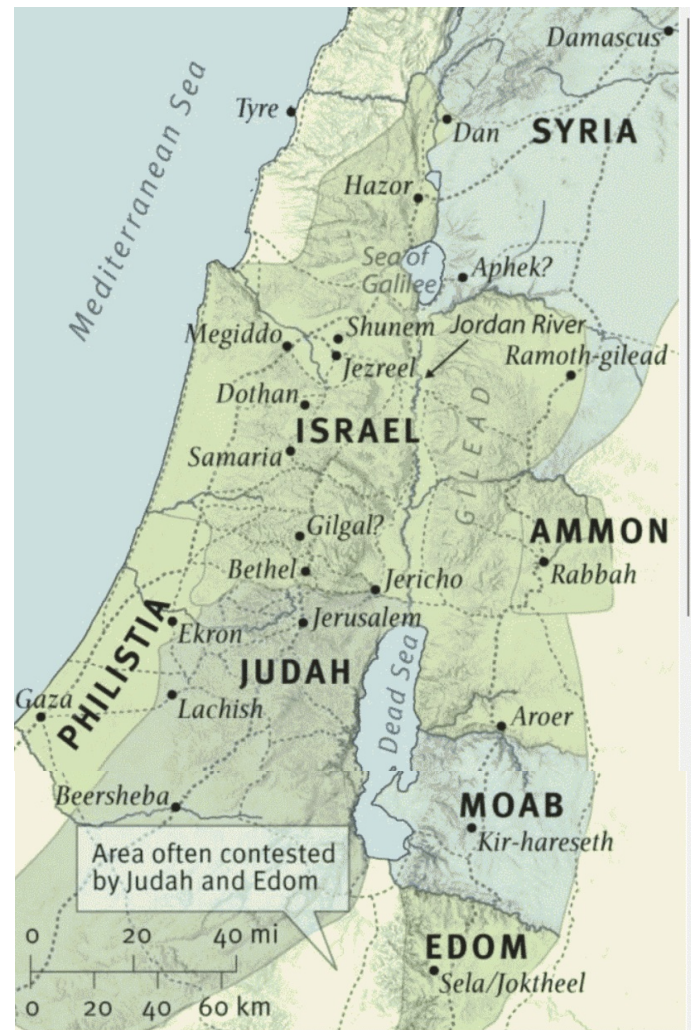 Damascus
Mediterranean Sea
Tyre
Dan
SYRIA
Hazor
Sea of
Galilee
Aphek?
Megiddo
Shunem
Jordan River
Jezreel
Ramoth-gilead
Dothan
GILEAD
ISRAEL
Samaria
Gilgal?
AMMON
Bethel
Jericho
Rabbah
PHILISTIA
Ekron
Jerusalem
JUDAH
Dead Sea
Gaza
Lachish
Aroer
Beersheba
MOAB
Kir-hareseth
Area often contested
by Judah and Edom
0 20 40 mi
0 20 40 60 km
EDOM
Sela/Joktheel